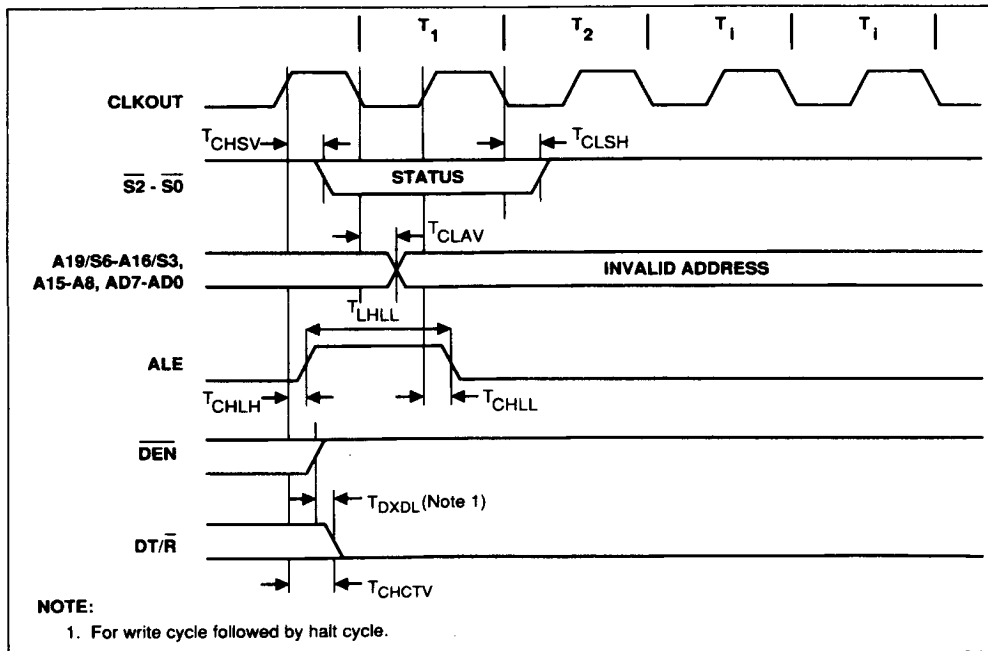 T1 T2 Ti Ti
CLKOUT
TCHSV TCLSH
S2 - S0 STATUS
TCLAV
A19/S6-A16/S3,
A15-A8, AD7-AD0 INVALID ADDRESS
TLHLL
ALE
TCHLH TCHLL
DEN
TDXDL (Note 1)
DT/R
TCHCTV
NOTE:
1. For write cycle followed by halt cycle.